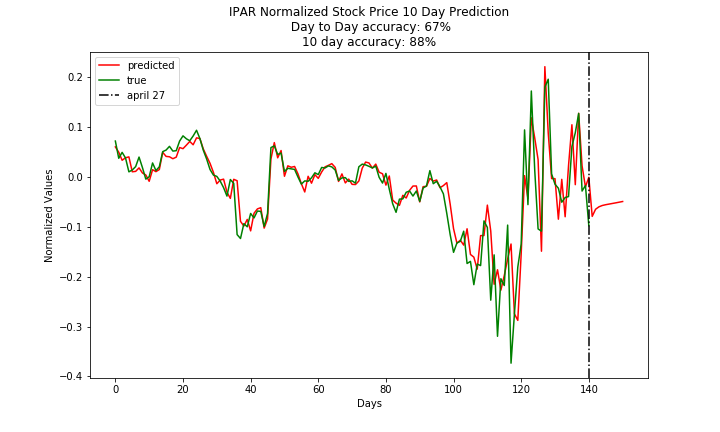 IPAR Normalized Stock Price 10 Day Prediction
Day to Day accuracy: 67%
10 day accuracy: 88%
predicted
true
april 27
Normalized Values
0.2
0.1
0.0
−0.1
−0.2
−0.3
−0.4
0 20 40 60 80 100 120 140
Days